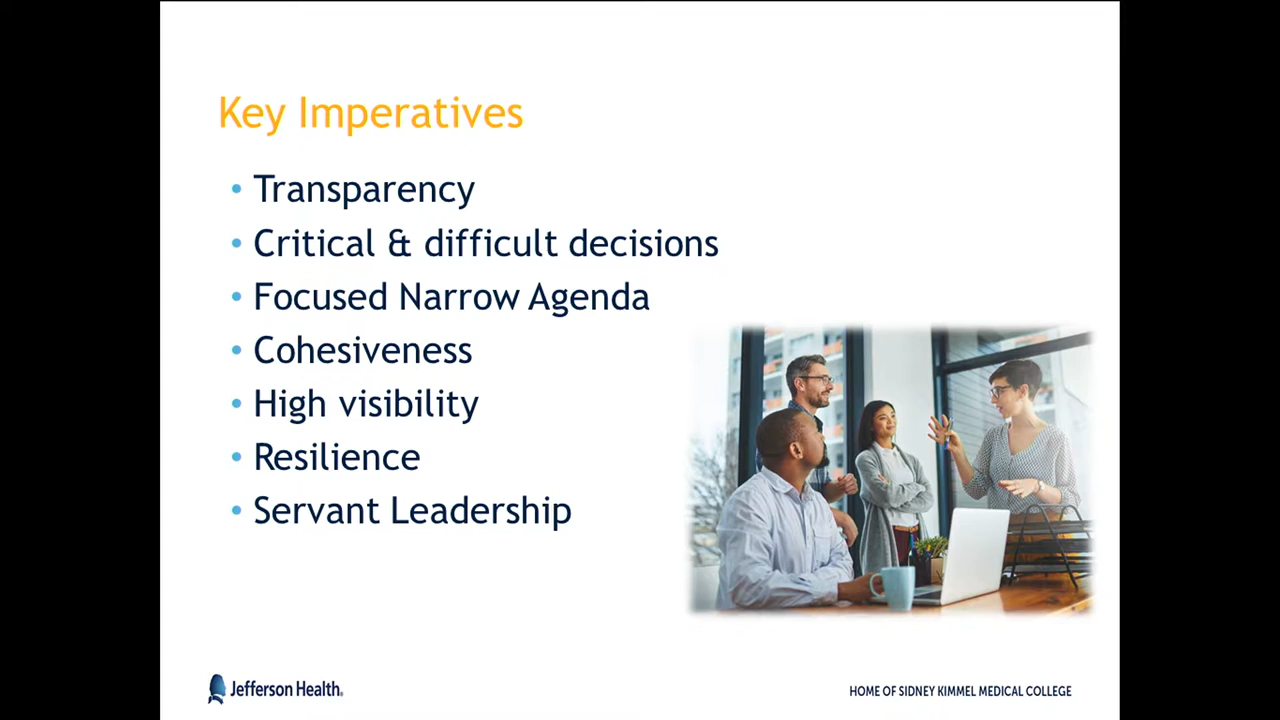 Key Imperatives
• Transparency
• Critical & difficult decisions
• Focused Narrow Agenda
• Cohesiveness
• High visibility
• Resilience
• Servant Leadership
Jefferson Health®
HOME OF SIDNEY KIMMEL MEDICAL COLLEGE